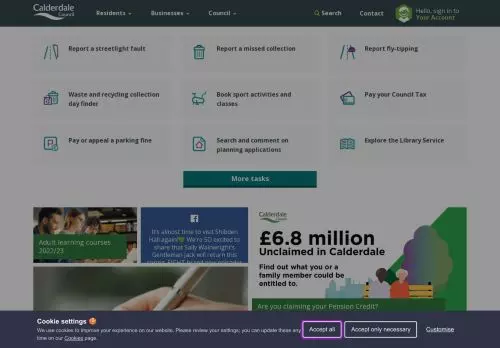 Calderdale
Council
Residents
Businesses
Council
Search
Contact
Hello, sign in to
Your Account
Report a streetlight fault
Report a missed collection
Report fly-tipping
Waste and recycling collection
day finder
Book sport activities and
classes
Pay your Council Tax
Pay or appeal a parking fine
Search and comment on
planning applications
Explore the Library Service
More tasks
Adult learning courses
2022/23
It's almost to visit Shibden
Hall again! We're SO excited to
share that Sally Wainwright's
Gentleman Jack will return this
Calderdale
Council
£6.8 million
Unclaimed in Calderdale
Find out what you or a
family member could be
entitled to.
Are you claiming your Pension Credit?
Cookie settings
We use cookies to improve your experience on our website. Please review your settings; you can update these any
time on our Cookies page.
Accept all
Accept only necessary
Customise